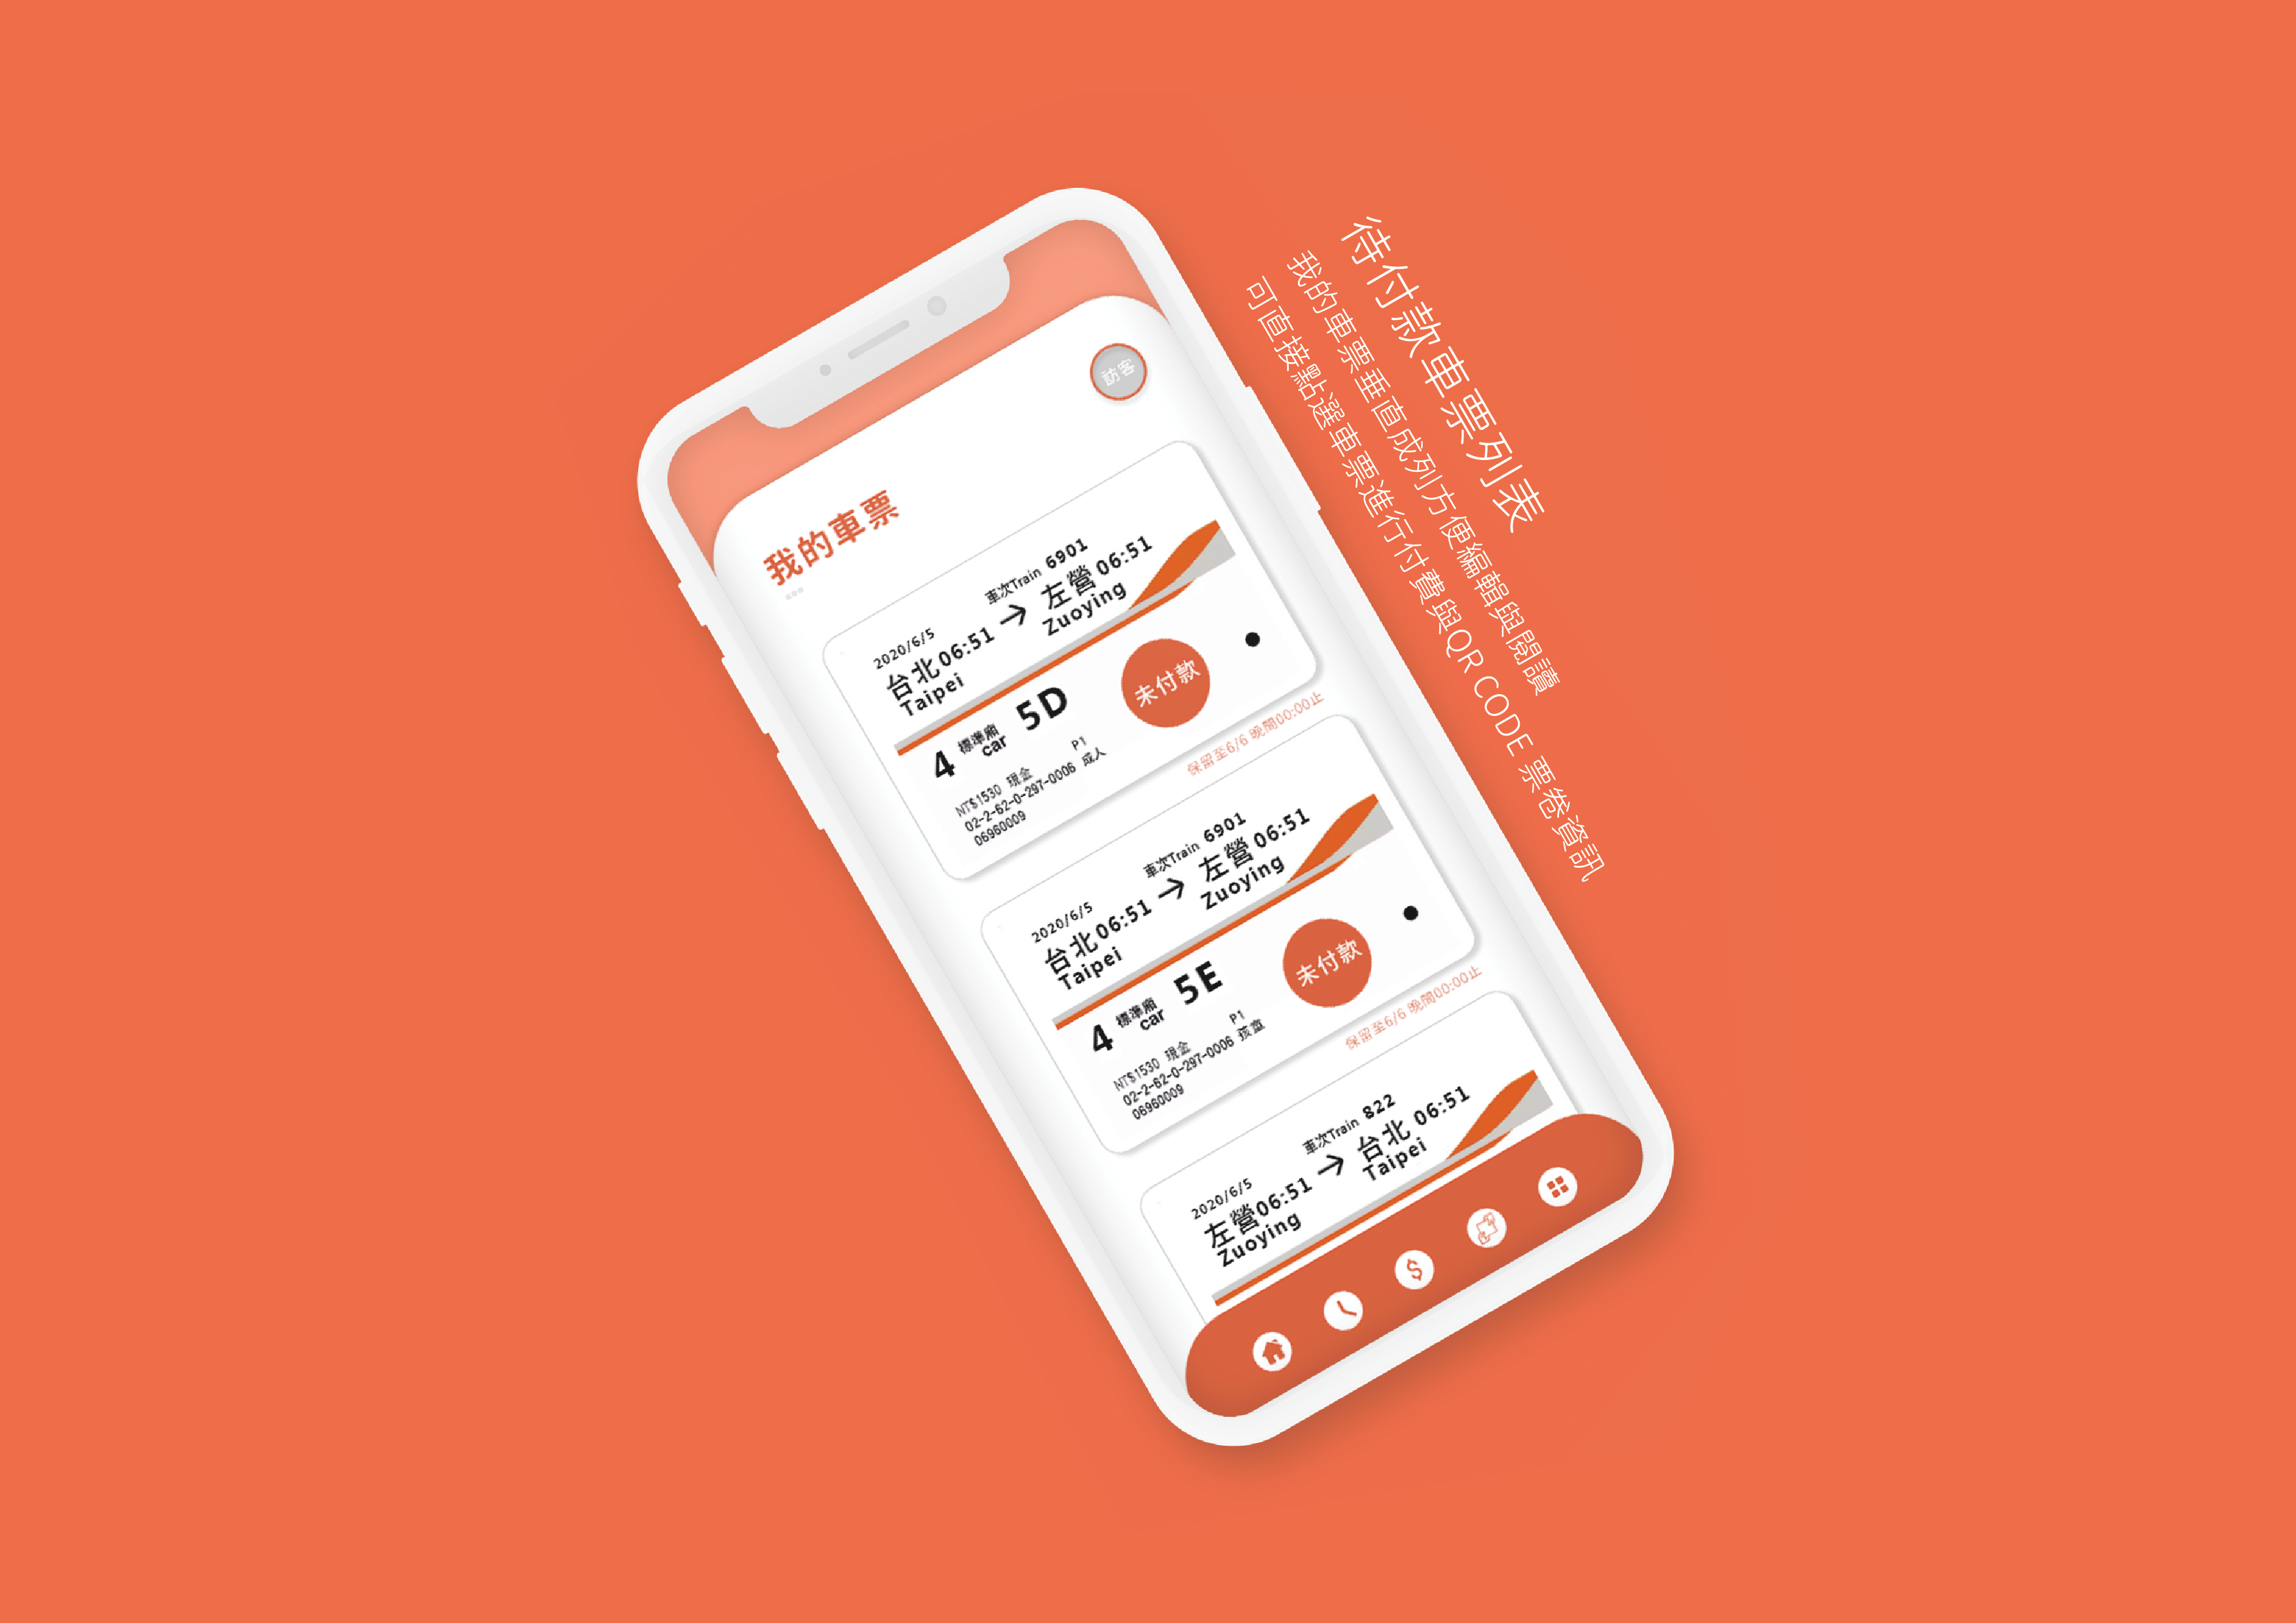 待付款車票列表
我的車票垂直成列方便編輯與閱讀
可直接點選車票進行付費與QR CODE 票卷資訊
訪客
我的車票
2020/6/5
車次Train 6901
台北 06:51 → 左營 06:51
Taipei Zuoying
4 標準廂 car 5D
未付款
NT$1530 現金 P1
02-2-62-0-297-0006 成人
06960009
保留至6/6 晚間00:00止
2020/6/5
車次Train 6901
台北 06:51 → 左營 06:51
Taipei Zuoying
4 標準廂 car 5E
未付款
NT$1530 現金 P1
02-2-62-0-297-0006 孩童
06960009
保留至6/6 晚間00:00止
2020/6/5
車次Train 822
左營 06:51 → 台北 06:51
Zuoying Taipei
$